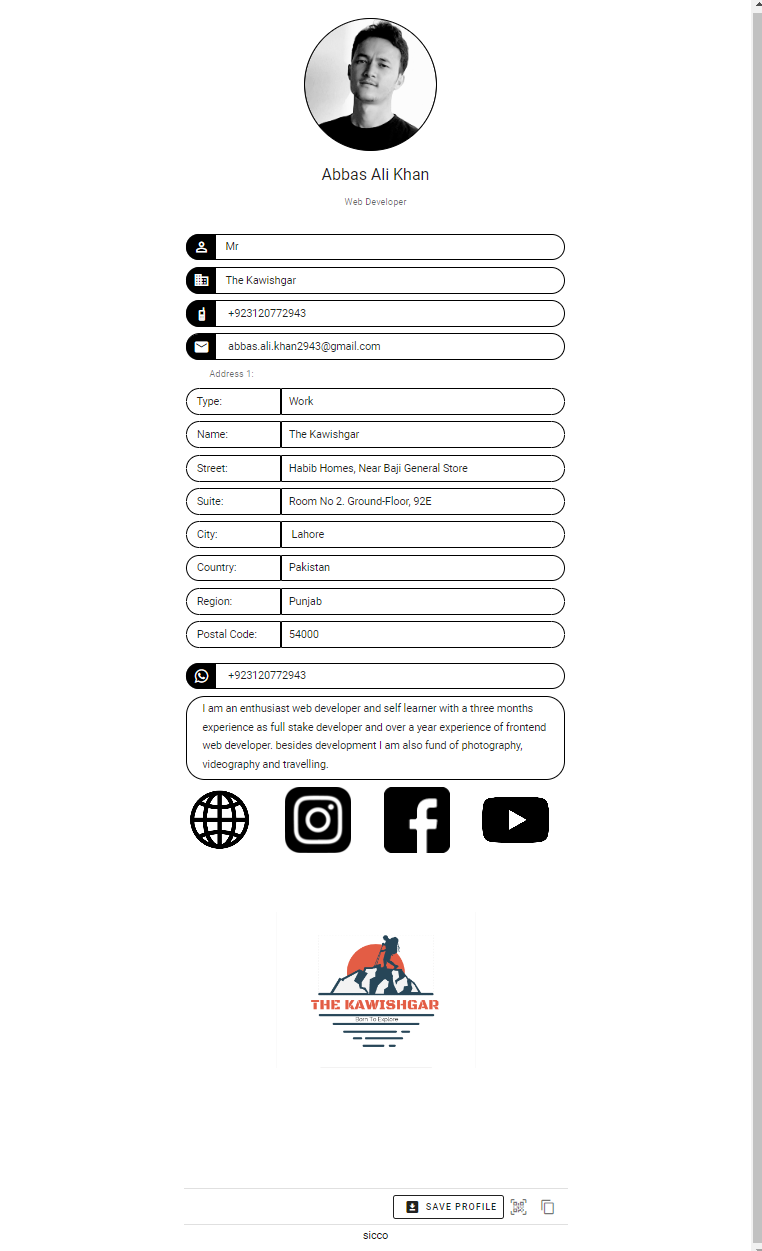 Abbas Ali Khan
Web Developer
Mr
The Kawishgar
+923120772943
abbas.ali.khan2943@gmail.com
Address 1:
Type: Work
Name: The Kawishgar
Street: Habib Homes, Near Baji General Store
Suite: Room No 2. Ground-Floor, 92E
City: Lahore
Country: Pakistan
Region: Punjab
Postal Code: 54000
+923120772943
I am an enthusiast web developer and self learner with a three months
experience as full stake developer and over a year experience of frontend
web developer. besides development I am also fund of photography,
videography and travelling.
THE KAWISHGAR
Born To Explore
SAVE PROFILE
sicco